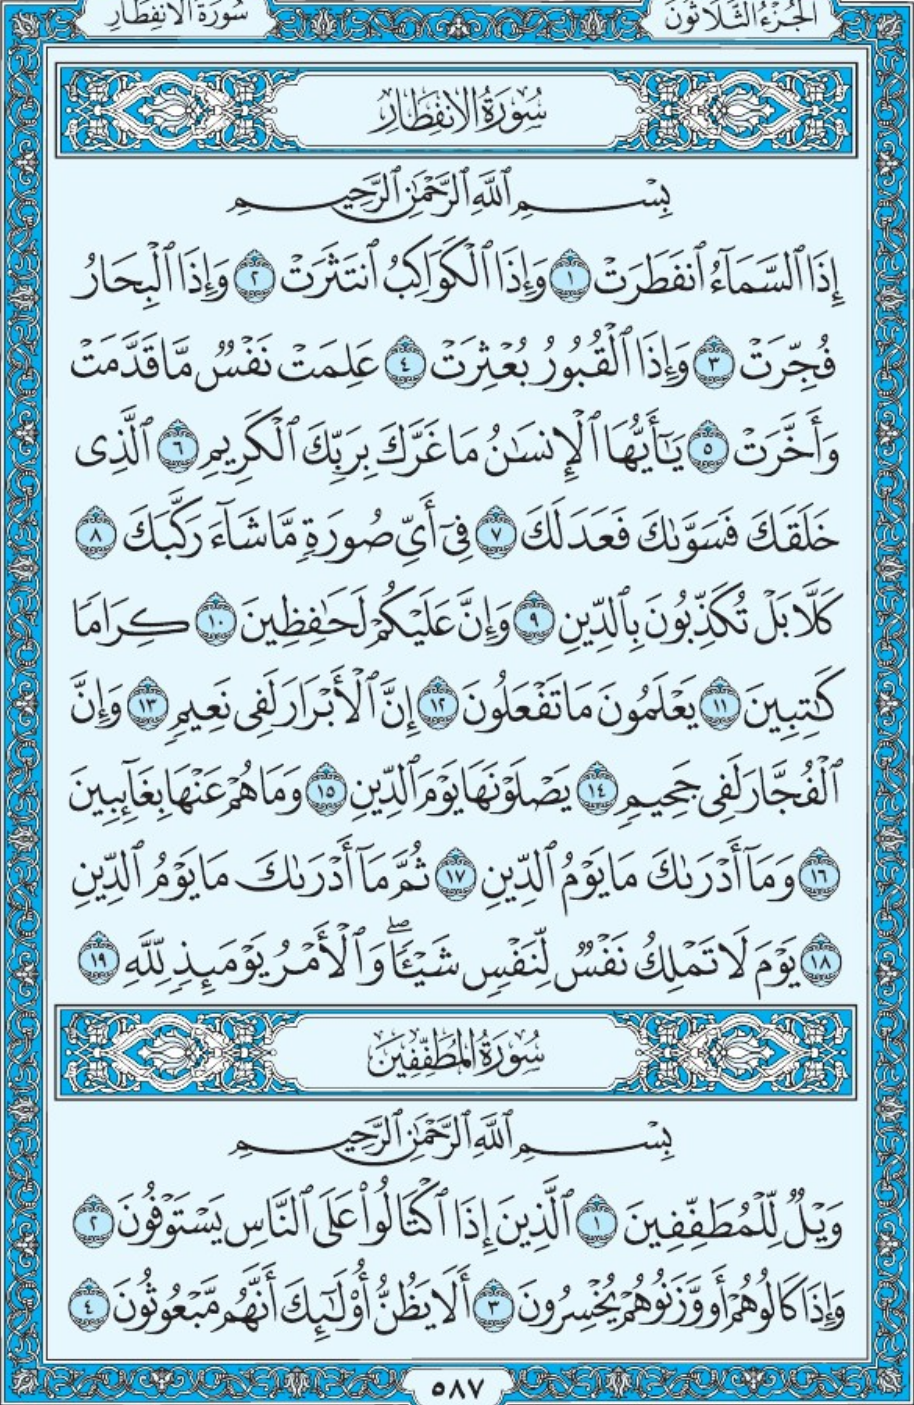 الجُزْءُ الثَّلَاثُونَ سُورَةُ الانفِطَارِ
سُورَةُ الانفِطَارِ
بِسْمِ ٱللَّهِ ٱلرَّحْمَٰنِ ٱلرَّحِيمِ
إِذَا ٱلسَّمَآءُ ٱنفَطَرَتْ ١ وَإِذَا ٱلْكَوَاكِبُ ٱنتَثَرَتْ ٢ وَإِذَا ٱلْبِحَارُ
فُجِّرَتْ ٣ وَإِذَا ٱلْقُبُورُ بُعْثِرَتْ ٤ عَلِمَتْ نَفْسٌ مَّا قَدَّمَتْ
وَأَخَّرَتْ ٥ يَٰٓأَيُّهَا ٱلْإِنسَٰنُ مَا غَرَّكَ بِرَبِّكَ ٱلْكَرِيمِ ٦ ٱلَّذِى
خَلَقَكَ فَسَوَّىٰكَ فَعَدَلَكَ ٧ فِىٓ أَىِّ صُورَةٍ مَّا شَآءَ رَكَّبَكَ ٨
كَلَّا بَلْ تُكَذِّبُونَ بِٱلدِّينِ ٩ وَإِنَّ عَلَيْكُمْ لَحَٰفِظِينَ ١٠ كِرَامًا
كَٰتِبِينَ ١١ يَعْلَمُونَ مَا تَفْعَلُونَ ١٢ إِنَّ ٱلْأَبْرَارَ لَفِى نَعِيمٍ ١٣ وَإِنَّ
ٱلْفُجَّارَ لَفِى جَحِيمٍ ١٤ يَصْلَوْنَهَا يَوْمَ ٱلدِّينِ ١٥ وَمَا هُمْ عَنْهَا بِغَآئِبِينَ
١٦ وَمَآ أَدْرَىٰكَ مَا يَوْمُ ٱلدِّينِ ١٧ ثُمَّ مَآ أَدْرَىٰكَ مَا يَوْمُ ٱلدِّينِ
١٨ يَوْمَ لَا تَمْلِكُ نَفْسٌ لِّنَفْسٍ شَيْـًٔا ۖ وَٱلْأَمْرُ يَوْمَئِذٍ لِّلَّهِ ١٩
سُورَةُ المُطَفِّفِينَ
بِسْمِ ٱللَّهِ ٱلرَّحْمَٰنِ ٱلرَّحِيمِ
وَيْلٌ لِّلْمُطَفِّفِينَ ١ ٱلَّذِينَ إِذَا ٱكْتَالُوا۟ عَلَى ٱلنَّاسِ يَسْتَوْفُونَ ٢
وَإِذَا كَالُوهُمْ أَو وَّزَنُوهُمْ يُخْسِرُونَ ٣ أَلَا يَظُنُّ أُو۟لَٰٓئِكَ أَنَّهُم مَّبْعُوثُونَ ٤
٥٨٧